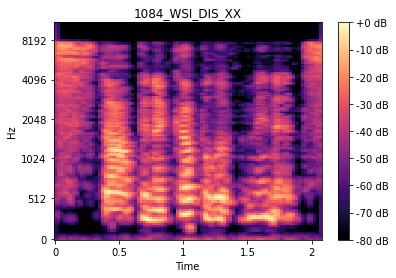 1084_WSI_DIS_XX
Hz
8192
4096
2048
1024
512
0
0
0.5
1
1.5
2
Time
+0 dB
-10 dB
-20 dB
-30 dB
-40 dB
-50 dB
-60 dB
-70 dB
-80 dB